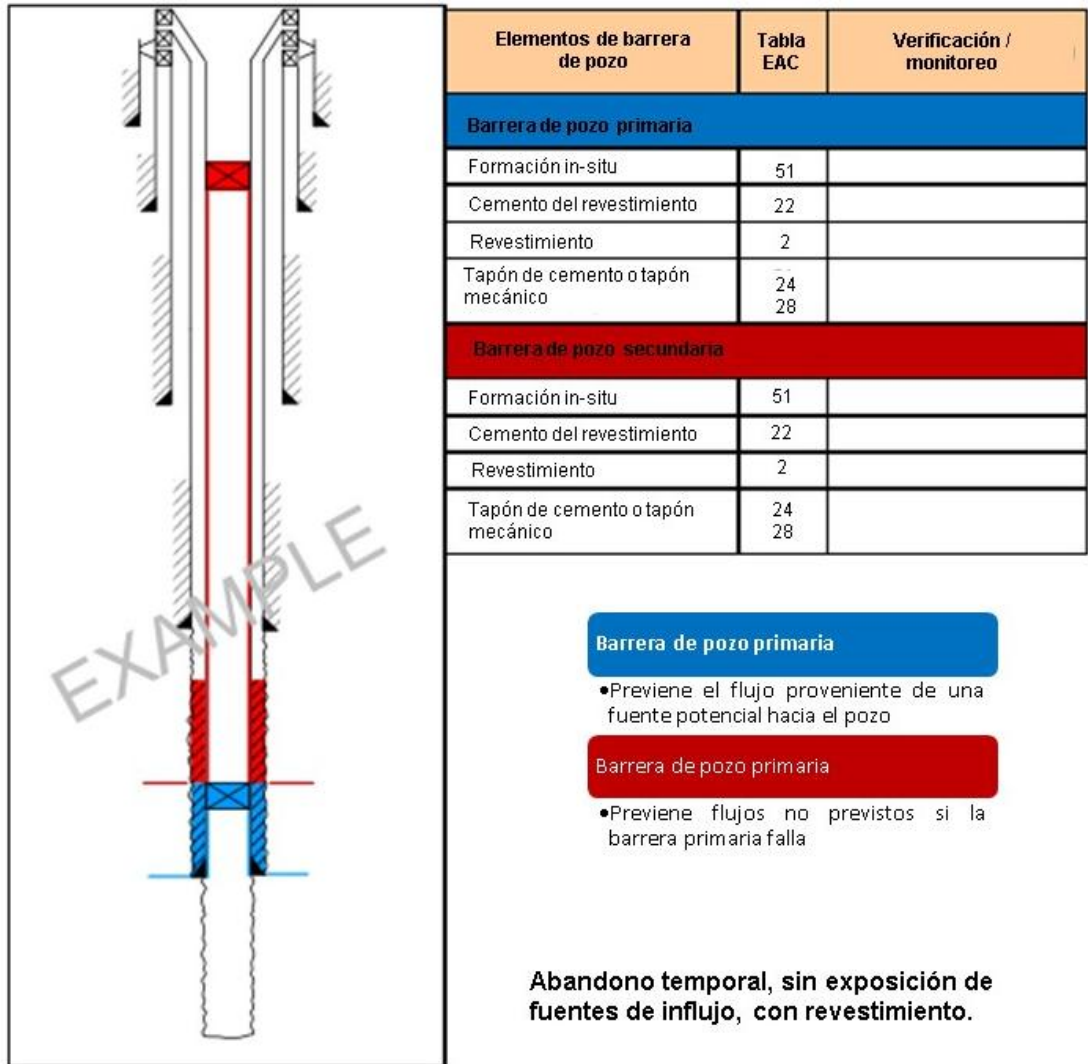 Elementos de barrera
de pozo
Tabla
EAC
Verificación /
monitoreo
Barrera de pozo primaria
Formación in-situ
51
Cemento del revestimiento
22
Revestimiento
2
Tapón de cemento o tapón
mecánico
24
28
Barrera de pozo secundaria
Formación in-situ
51
Cemento del revestimiento
22
Revestimiento
2
Tapón de cemento o tapón
mecánico
24
28
EXAMPLE
Barrera de pozo primaria
•Previene el flujo proveniente de una
fuente potencial hacia el pozo
Barrera de pozo primaria
•Previene flujos no previstos si la
barrera primaria falla
Abandono temporal, sin exposición de
fuentes de influjo, con revestimiento.